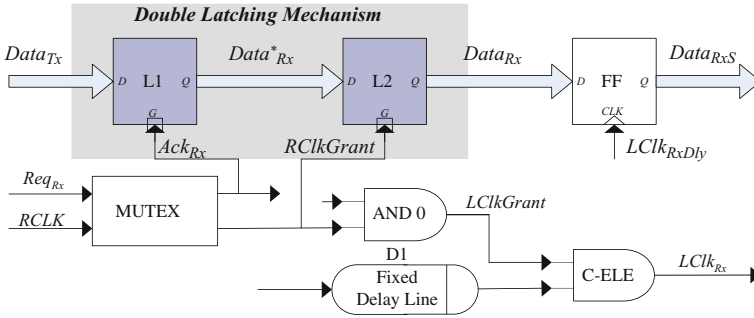 Double Latching Mechanism
Data_Tx
Data*_Rx
Data_Rx
Data_RxS
D L1 Q
G
D L2 Q
G
D FF Q
CLK
Ack_Rx
RClkGrant
LClk_RxDly
Req_Rx
RCLK
MUTEX
AND 0
LClkGrant
D1
Fixed
Delay Line
C-ELE
LClk_Rx